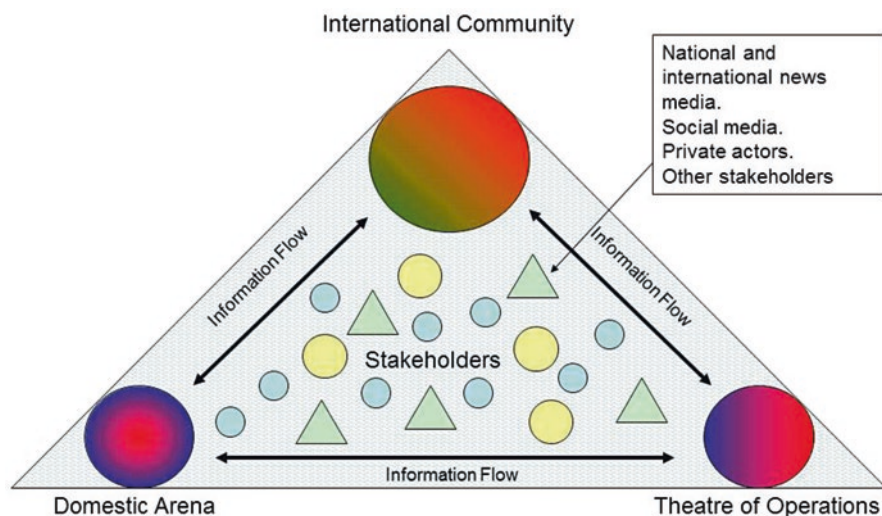 International Community
National and
international news
media.
Social media.
Private actors.
Other stakeholders
Information Flow
Information Flow
Stakeholders
Information Flow
Domestic Arena
Theatre of Operations